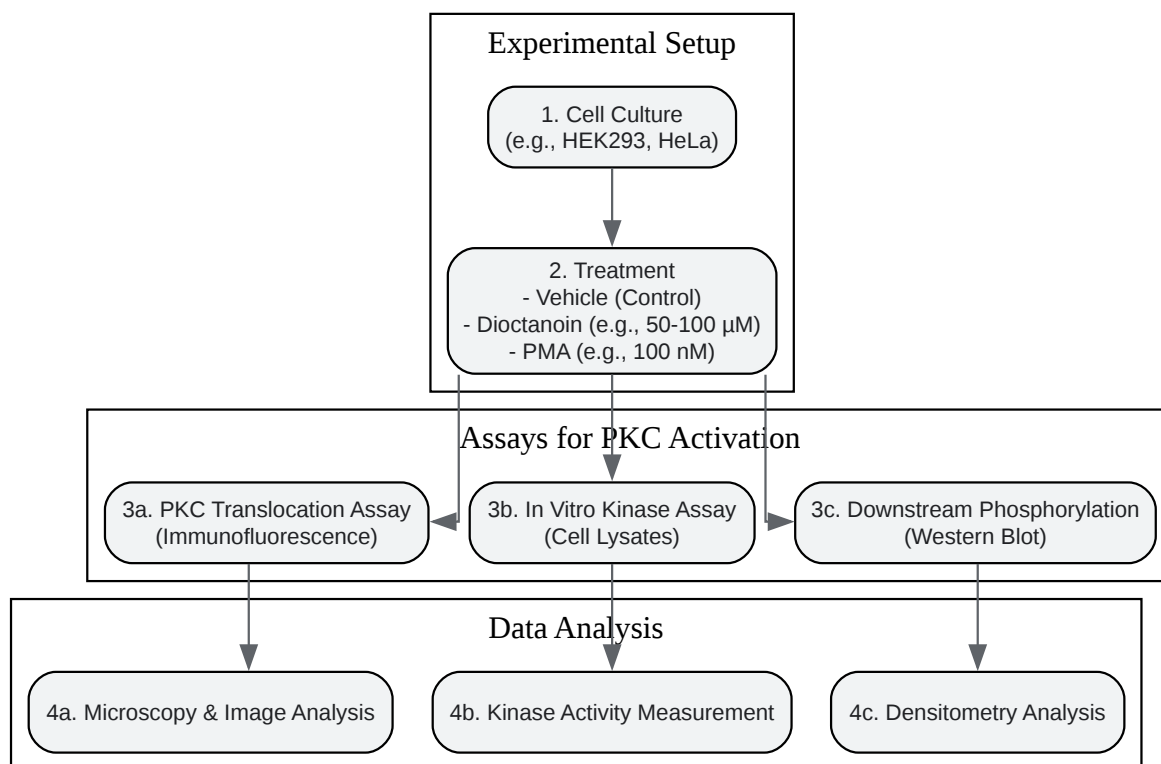 Experimental Setup
1. Cell Culture
(e.g., HEK293, HeLa)
2. Treatment
- Vehicle (Control)
- Dioctanoin (e.g., 50-100 µM)
- PMA (e.g., 100 nM)
Assays for PKC Activation
3a. PKC Translocation Assay
(Immunofluorescence)
3b. In Vitro Kinase Assay
(Cell Lysates)
3c. Downstream Phosphorylation
(Western Blot)
Data Analysis
4a. Microscopy & Image Analysis
4b. Kinase Activity Measurement
4c. Densitometry Analysis